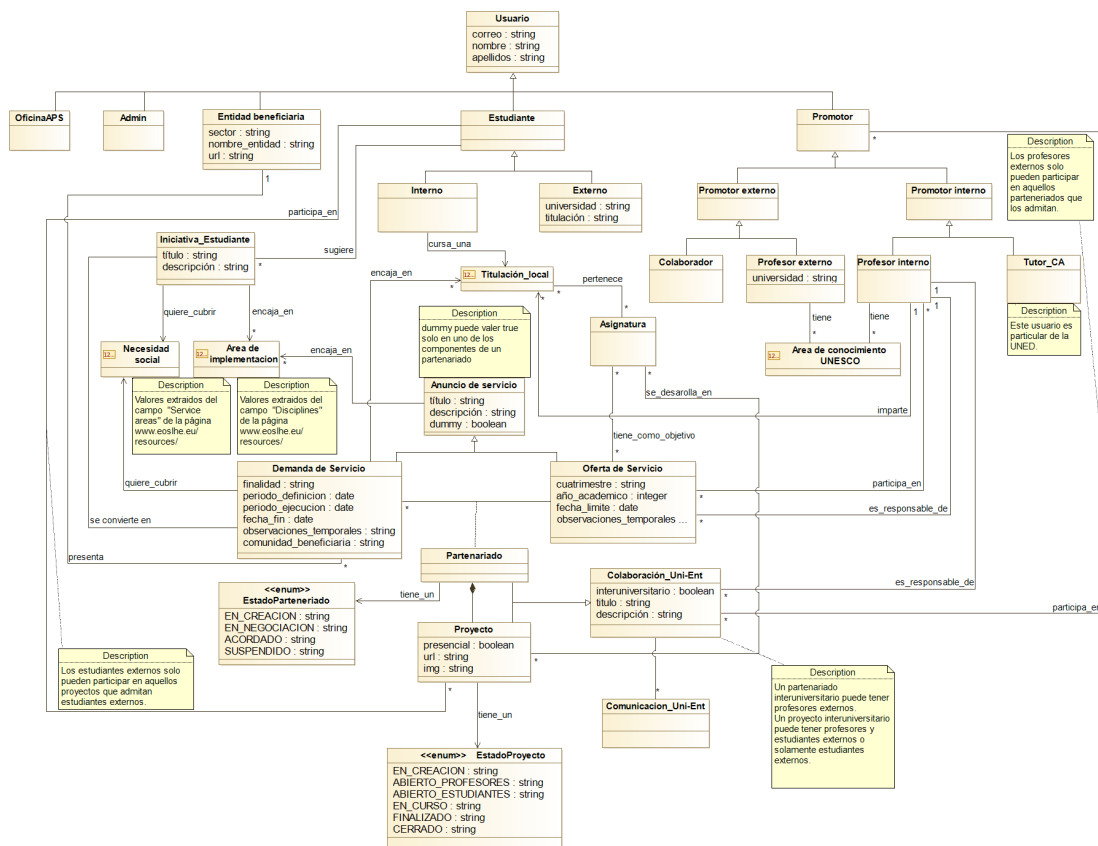 Usuario
correo : string
nombre : string
apellidos : string
OficinaAPS
Admin
Entidad beneficiaria
sector : string
nombre_entidad : string
url : string
1
Estudiante
Promotor
*
Description
Los profesores
externos solo
pueden participar
en aquellos
parteneriados que
los admitan.
participa_en
sugiere
Interno
Externo
universidad : string
titulación : string
Promotor externo
Promotor interno
cursa_una
Iniciativa_Estudiante
título : string
descripción : string
*
encaja_en
*
12...
Titulación_local
*
*
pertenece
*
Colaborador
Profesor externo
universidad : string
Profesor interno
1
1
*
1
Tutor_CA
tiene
*
tiene
*
Description
Este usuario es
particular de la
UNED.
quiere_cubrir
encaja_en
*
12...
Necesidad
social
12...
Area de
implementacion
*
encaja_en
Description
dummy puede valer true
solo en uno de los
componentes de un
partenariado
Asignatura
*
*
12...
Area de conocimiento
UNESCO
Description
Valores extraidos del
campo "Service
areas" de la página
www.eoslhe.eu/
resources/
Description
Valores extraidos del
campo "Disciplines"
de la página
www.eoslhe.eu/
resources/
Anuncio de servicio
título : string
descripción : string
dummy : boolean
se_desarolla_en
imparte
tiene_como_objetivo
*
quiere_cubrir
Demanda de Servicio
finalidad : string
periodo_definicion : date
periodo_ejecucion : date
fecha_fin : date
observaciones_temporales : string
comunidad_beneficiaria : string
*
*
Oferta de Servicio
cuatrimestre : string
año_academico : integer
fecha_limite : date
observaciones_temporales ...
*
*
participa_en
es_responsable_de
se convierte en
presenta
Partenariado
tiene_un
<<enum>>
EstadoParteneriado
EN_CREACION : string
EN_NEGOCIACION : string
ACORDADO : string
SUSPENDIDO : string
Colaboración_Uni-Ent
interuniversitario : boolean
titulo : string
descripción : string
*
*
es_responsable_de
participa_en
Proyecto
presencial : boolean
url : string
img : string
*
*
Description
Los estudiantes externos solo
pueden participar en aquellos
proyectos que admitan
estudiantes externos.
Description
Un partenariado
interuniversitario puede tener
profesores externos.
Un proyecto interuniversitario
puede tener profesores y
estudiantes externos o
solamente estudiantes
externos.
*
Comunicacion_Uni-Ent
tiene_un
<<enum>> EstadoProyecto
EN_CREACION : string
ABIERTO_PROFESORES : string
ABIERTO_ESTUDIANTES : string
EN_CURSO : string
FINALIZADO : string
CERRADO : string